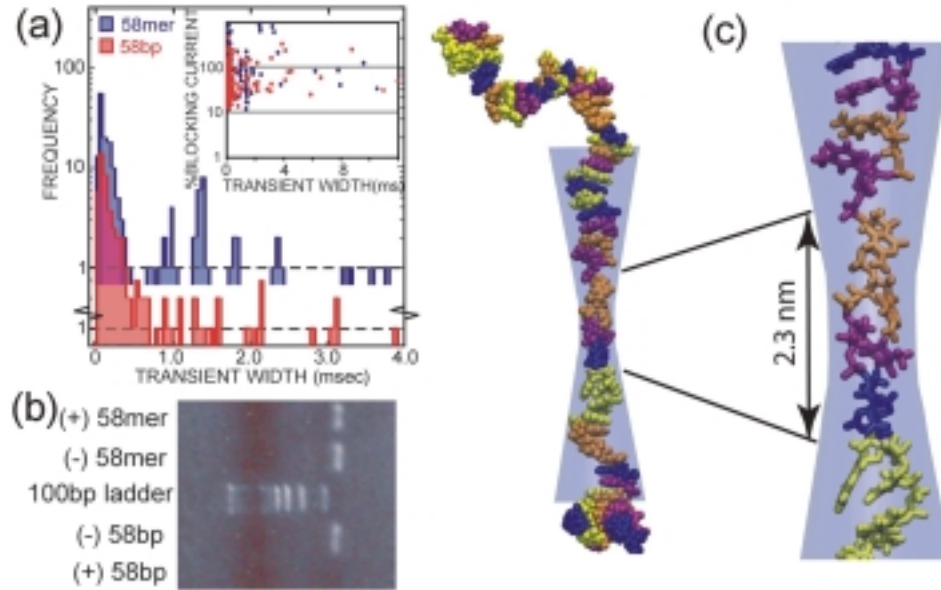 (a)
58mer
58bp
FREQUENCY
100
10
1
1
0
1.0
2.0
3.0
4.0
TRANSIENT WIDTH (msec)
%BLOCKING CURRENT
100
10
1
0
4
8
TRANSIENT WIDTH(ms)
(b)
(+) 58mer
(-) 58mer
100bp ladder
(-) 58bp
(+) 58bp
(c)
2.3 nm